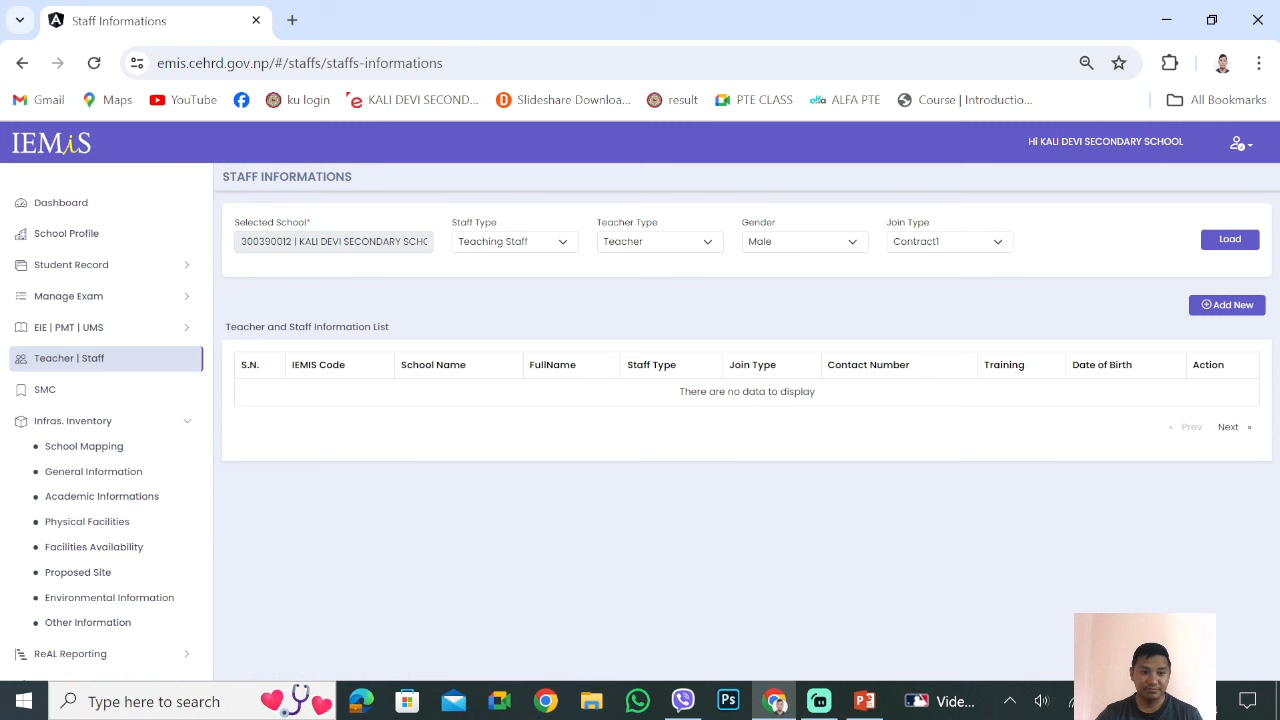 Staff Informations
emis.cehrd.gov.np/#/staffs/staffs-informations
Gmail Maps YouTube ku login KALI DEVI SECOND... Slideshare Downloa... result PTE CLASS ALFA PTE Course | Introductio... All Bookmarks
IEMiS
Hi KALI DEVI SECONDARY SCHOOL
STAFF INFORMATIONS
Dashboard
School Profile
Student Record
Manage Exam
EIE | PMT | UMS
Teacher | Staff
SMC
Infras. Inventory
School Mapping
General Information
Academic Informations
Physical Facilities
Facilities Availability
Proposed Site
Environmental Information
Other Information
ReAL Reporting
Selected School* Staff Type Teacher Type Gender Join Type
300390012 | KALI DEVI SECONDARY SCHO Teaching Staff Teacher Male Contract1 Load
Add New
Teacher and Staff Information List
S.N. IEMIS Code School Name FullName Staff Type Join Type Contact Number Training Date of Birth Action
There are no data to display
« Prev Next »
Type here to search
Ps
Vide...